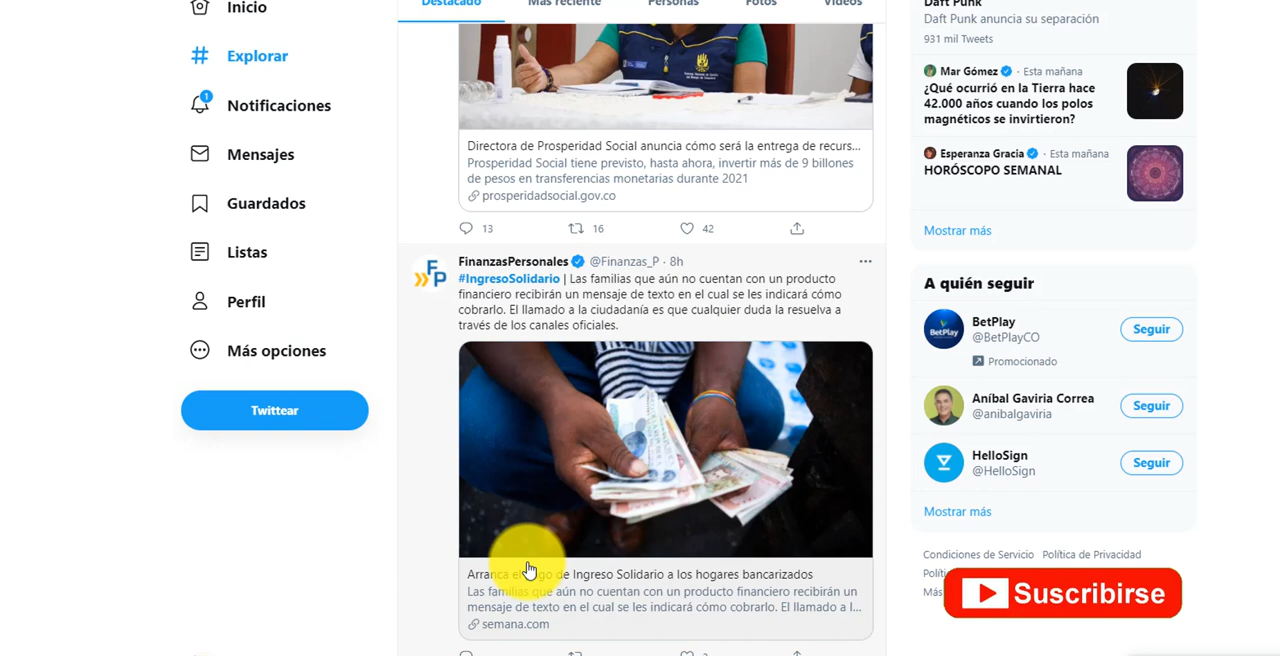 Inicio
Explorar
1
Notificaciones
Mensajes
Guardados
Listas
Perfil
Más opciones
Twittear
Destacado
Más reciente
Personas
Fotos
Videos
Directora de Prosperidad Social anuncia cómo será la entrega de recurs...
Prosperidad Social tiene previsto, hasta ahora, invertir más de 9 billones
de pesos en transferencias monetarias durante 2021
prosperidadsocial.gov.co
13
16
42
FP
FinanzasPersonales @Finanzas_P · 8h
#IngresoSolidario | Las familias que aún no cuentan con un producto
financiero recibirán un mensaje de texto en el cual se les indicará cómo
cobrarlo. El llamado a la ciudadanía es que cualquier duda la resuelva a
través de los canales oficiales.
Arranca el de Ingreso Solidario a los hogares bancarizados
Las familias que aún no cuentan con un producto financiero recibirán un
mensaje de texto en el cual se les indicará cómo cobrarlo. El llamado a l...
semana.com
Daft Punk
Daft Punk anuncia su separación
931 mil Tweets
Mar Gómez · Esta mañana
¿Qué ocurrió en la Tierra hace
42.000 años cuando los polos
magnéticos se invirtieron?
Esperanza Gracia · Esta mañana
HORÓSCOPO SEMANAL
Mostrar más
A quién seguir
BetPlay
BetPlay
@BetPlayCO
Seguir
Promocionado
Aníbal Gaviria Correa
@anibalgaviria
Seguir
HelloSign
@HelloSign
Seguir
Mostrar más
Condiciones de Servicio Política de Privacidad
Más
Suscribirse